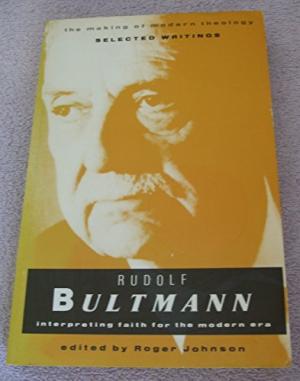 the making of modern theology
SELECTED WRITINGS
RUDOLF
BULTMANN
interpreting faith for the modern era
edited by Roger Johnson